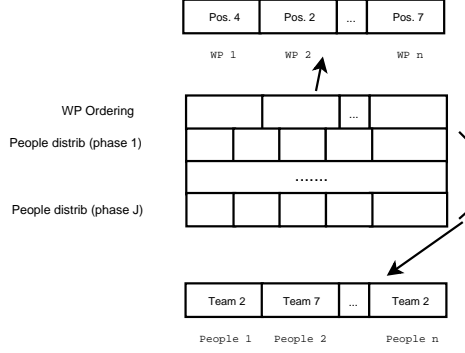 Pos. 4 Pos. 2 ... Pos. 7
WP 1 WP 2 WP n
WP Ordering ...
People distrib (phase 1)
.......
People distrib (phase J)
Team 2 Team 7 ... Team 2
People 1 People 2 People n